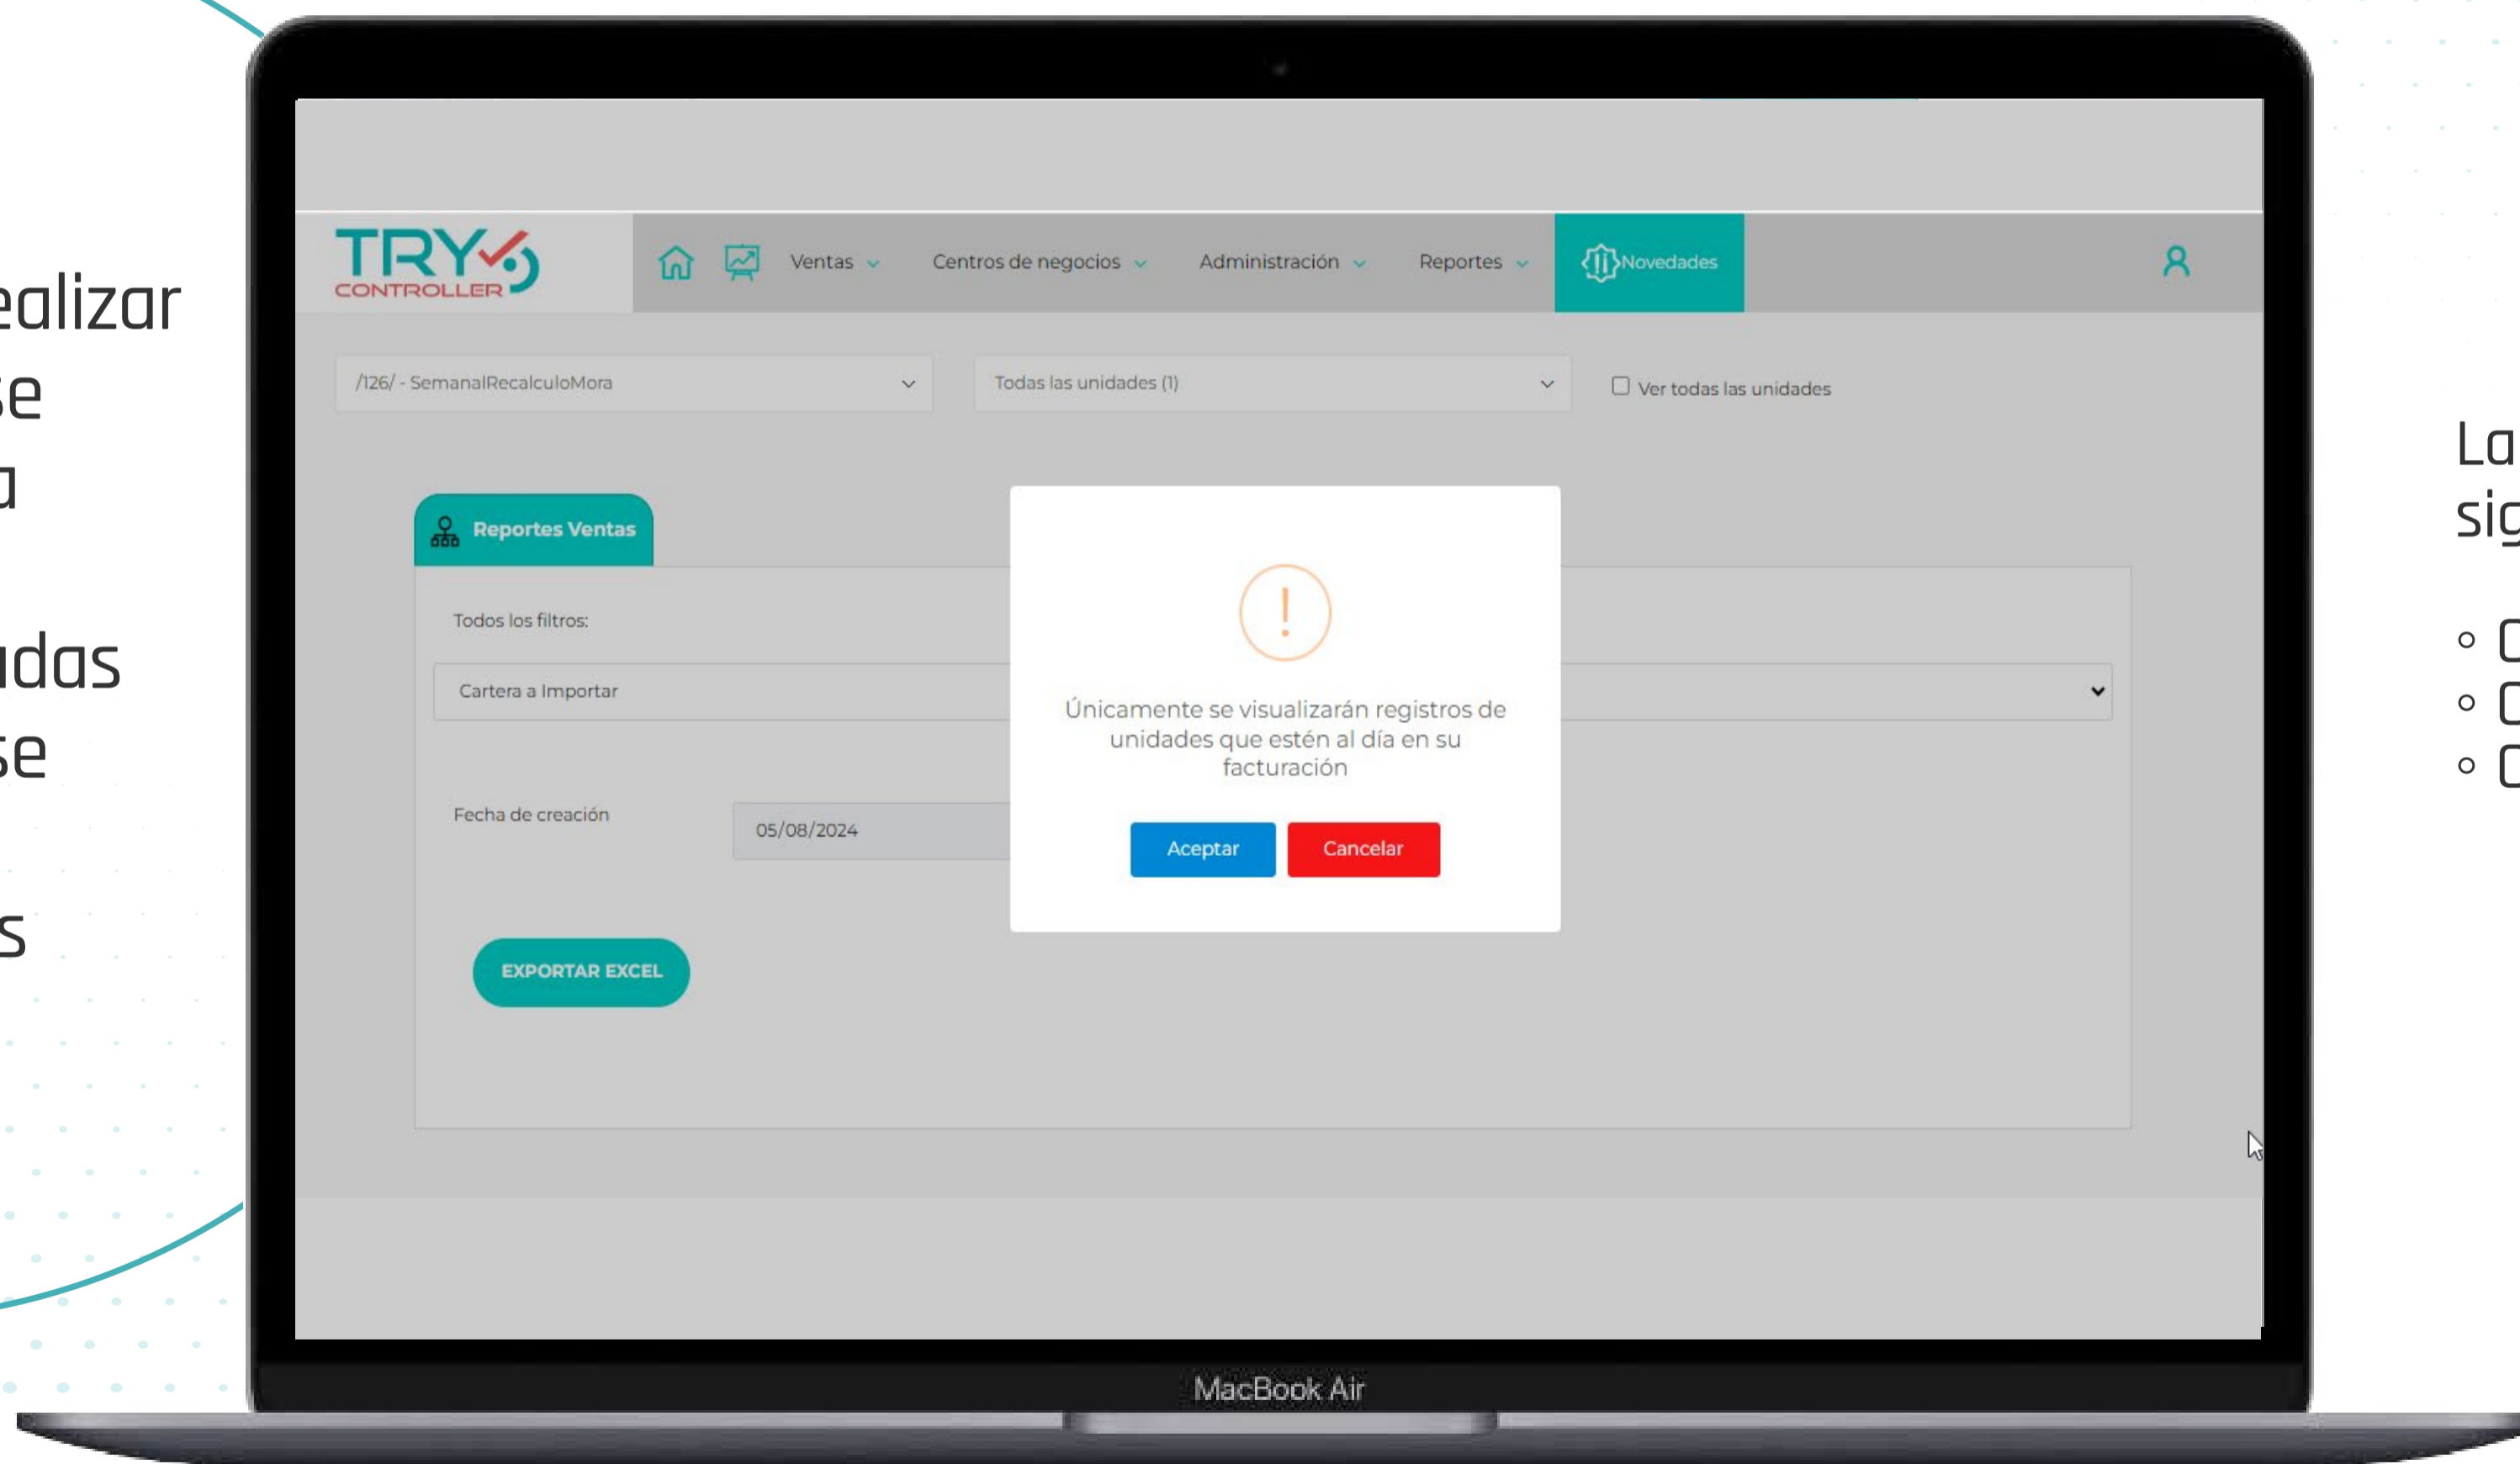 ealizar
se
a
adas
se
s
TRY
CONTROLLER
Ventas
Centros de negocios
Administración
Reportes
Novedades
/126/ - SemanalRecalculoMora
Todas las unidades (1)
Ver todas las unidades
Reportes Ventas
Todos los filtros:
Cartera a Importar
Fecha de creación
05/08/2024
EXPORTAR EXCEL
!
Únicamente se visualizarán registros de
unidades que estén al día en su
facturación
Aceptar
Cancelar
MacBook Air
La
sig